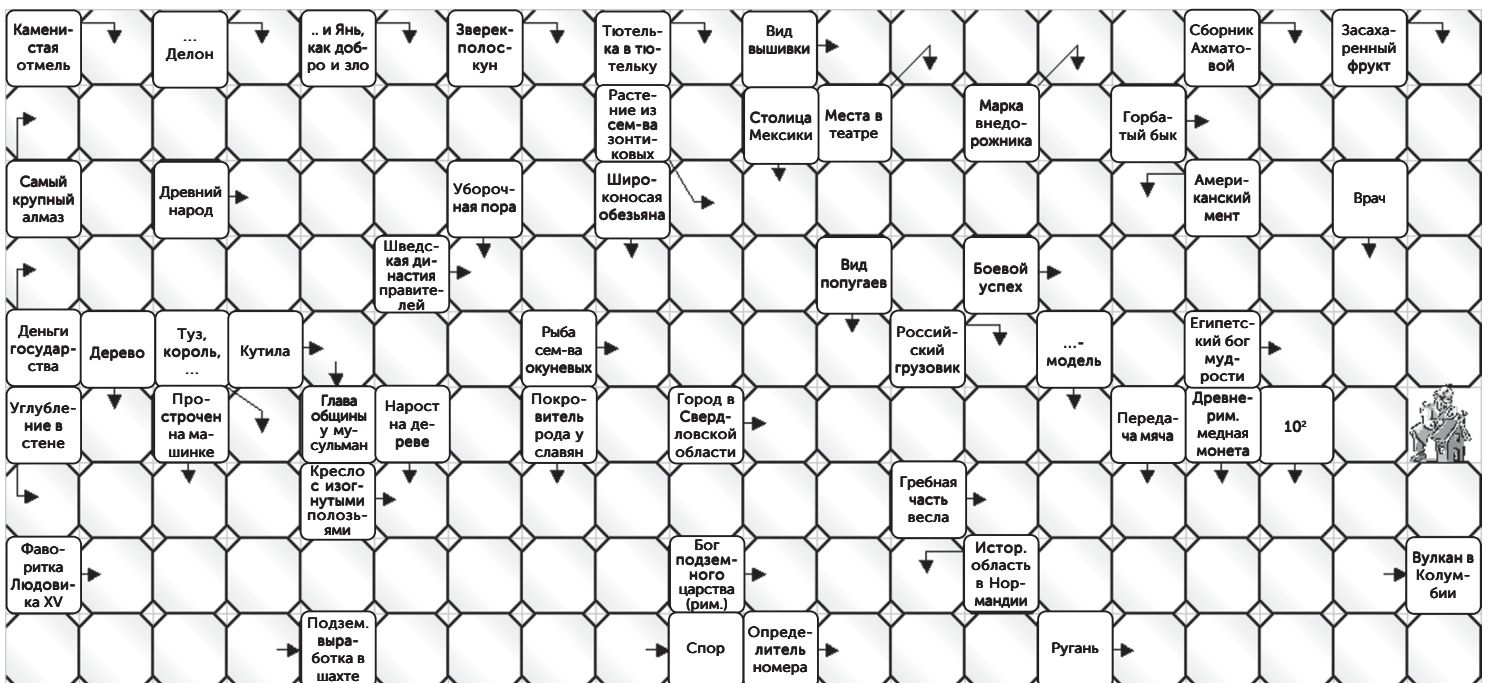 Камени-
стая
отмель
...
Делон
.. и Янь,
как доб-
ро и зло
Зверек-
полос-
кун
Тютель-
ка в тю-
тельку
Вид
вышивки
Сборник
Ахмато-
вой
Засаха-
ренный
фрукт
Расте-
ние из
сем-ва
зонти-
ковых
Столица
Мексики
Места в
театре
Марка
внедо-
рожника
Горба-
тый бык
Самый
крупный
алмаз
Древний
народ
Убороч-
ная пора
Широ-
коносая
обезьяна
Амери-
канский
мент
Врач
Шведс-
кая ди-
настия
правите-
лей
Вид
попугаев
Боевой
успех
Деньги
государ-
ства
Дерево
Туз,
король,
...
Кутила
Рыба
сем-ва
окуневых
Россий-
ский
грузовик
...-
модель
Египетс-
кий бог
муд-
рости
Углубле-
ние в
стене
Про-
строчен
на ма-
шинке
Глава
общины
у му-
сульман
Нарост
на де-
реве
Покро-
витель
рода у
славян
Город в
Сверд-
ловской
области
Переда-
ча мяча
Древне-
рим.
медная
монета
10²
Кресло
с изог-
нутыми
полозь-
ями
Гребная
часть
весла
Фаво-
ритка
Людови-
ка XV
Бог
подзем-
ного
царства
(рим.)
Истор.
область
в Нор-
мандии
Вулкан в
Колум-
бии
Подзем.
выра-
ботка в
шахте
Спор
Опреде-
литель
номера
Ругань